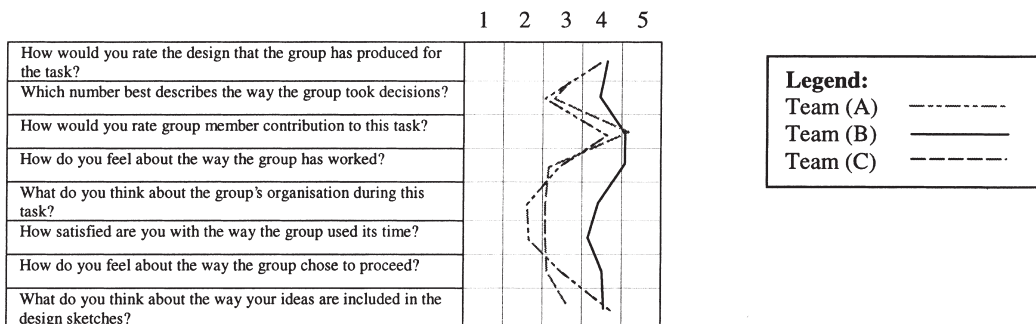 1 2 3 4 5
How would you rate the design that the group has produced for
the task?
Which number best describes the way the group took decisions?
How would you rate group member contribution to this task?
How do you feel about the way the group has worked?
What do you think about the group's organisation during this
task?
How satisfied are you with the way the group used its time?
How do you feel about the way the group chose to proceed?
What do you think about the way your ideas are included in the
design sketches?
Legend:
Team (A)
Team (B)
Team (C)